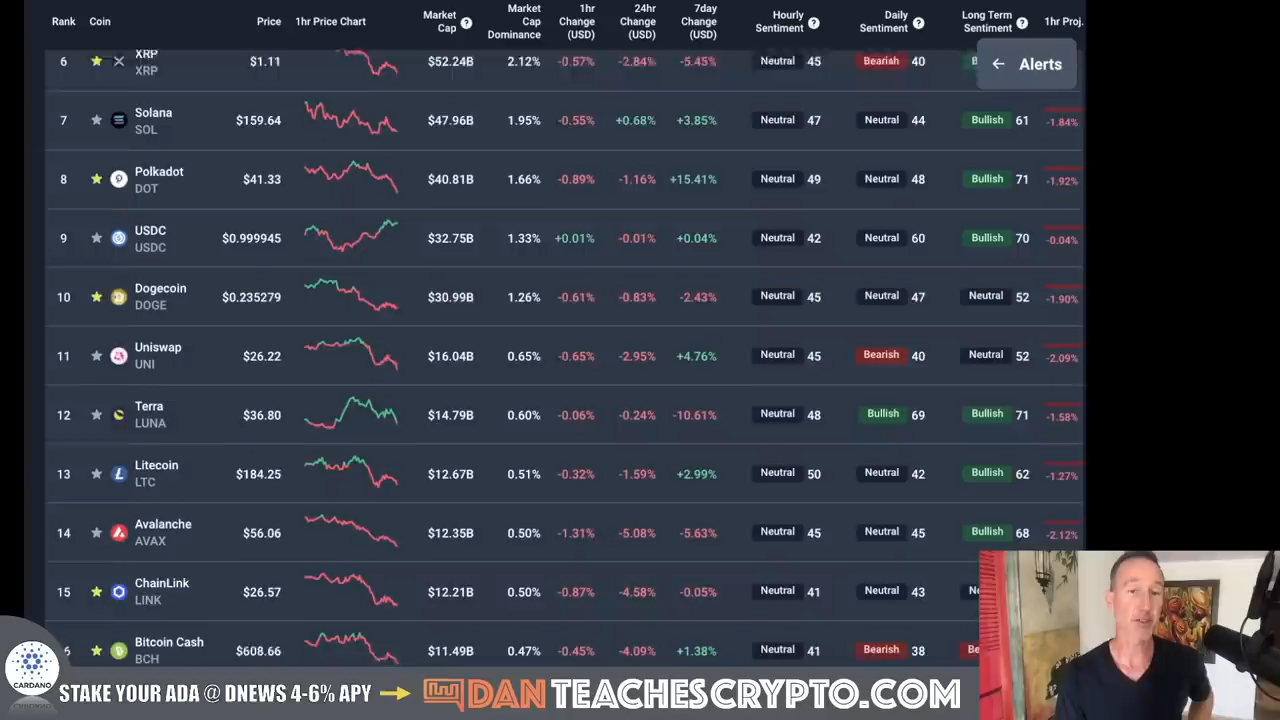 Rank Coin Price 1hr Price Chart Market Cap ? Market Cap Dominance 1hr Change (USD) 24hr Change (USD) 7day Change (USD) Hourly Sentiment ? Daily Sentiment ? Long Term Sentiment ? 1hr Proj.
← Alerts
6 XRP XRP $1.11 $52.24B 2.12% -0.57% -2.84% -5.45% Neutral 45 Bearish 40
7 Solana SOL $159.64 $47.96B 1.95% -0.55% +0.68% +3.85% Neutral 47 Neutral 44 Bullish 61 -1.84%
8 Polkadot DOT $41.33 $40.81B 1.66% -0.89% -1.16% +15.41% Neutral 49 Neutral 48 Bullish 71 -1.92%
9 USDC USDC $0.999945 $32.75B 1.33% +0.01% -0.01% +0.04% Neutral 42 Neutral 60 Bullish 70 -0.04%
10 Dogecoin DOGE $0.235279 $30.99B 1.26% -0.61% -0.83% -2.43% Neutral 45 Neutral 47 Neutral 52 -1.90%
11 Uniswap UNI $26.22 $16.04B 0.65% -0.65% -2.95% +4.76% Neutral 45 Bearish 40 Neutral 52 -2.09%
12 Terra LUNA $36.80 $14.79B 0.60% -0.06% -0.24% -10.61% Neutral 48 Bullish 69 Bullish 71 -1.58%
13 Litecoin LTC $184.25 $12.67B 0.51% -0.32% -1.59% +2.99% Neutral 50 Neutral 42 Bullish 62 -1.27%
14 Avalanche AVAX $56.06 $12.35B 0.50% -1.31% -5.08% -5.63% Neutral 45 Neutral 45 Bullish 68 -2.12%
15 ChainLink LINK $26.57 $12.21B 0.50% -0.87% -4.58% -0.05% Neutral 41 Neutral 43 Ne
6 Bitcoin Cash BCH $608.66 $11.49B 0.47% -0.45% -4.09% +1.38% Neutral 41 Bearish 38 Be
CARDANO
STAKE YOUR ADA @ DNEWS 4-6% APY → DANTEACHESCRYPTO.COM